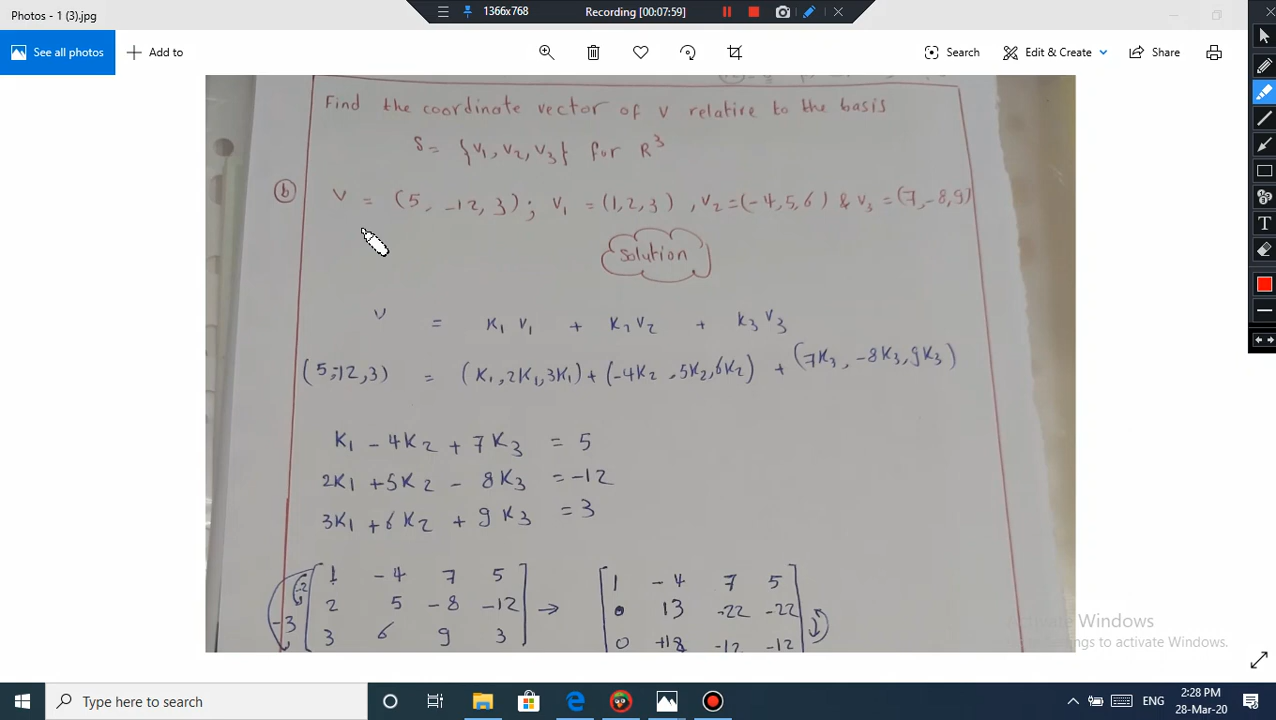 Photos - 1 (3).jpg
1366x768
Recording [00:07:59]
See all photos
Add to
Search
Edit & Create
Share
Find the coordinate vector of v relative to the basis
S = {v₁, v₂, v₃} for R³
(b) v = (5, -12, 3); v₁ = (1,2,3), v₂ = (-4,5,6) & v₃ = (7,-8,9)
Solution
v = K₁ v₁ + K₂ v₂ + K₃ v₃
(5,-12,3) = (K₁, 2K₁, 3K₁) + (-4K₂, 5K₂, 6K₂) + (7K₃, -8K₃, 9K₃)
K₁ - 4K₂ + 7K₃ = 5
2K₁ + 5K₂ - 8K₃ = -12
3K₁ + 6K₂ + 9K₃ = 3
-2 [1 -4 7 5] [1 -4 7 5]
2 5 -8 -12 → 0 13 -22 -22
-3 3 6 9 3 0 +18 -12 -12
Activate Windows
to activate Windows.
Type here to search
ENG
2:28 PM
28-Mar-20